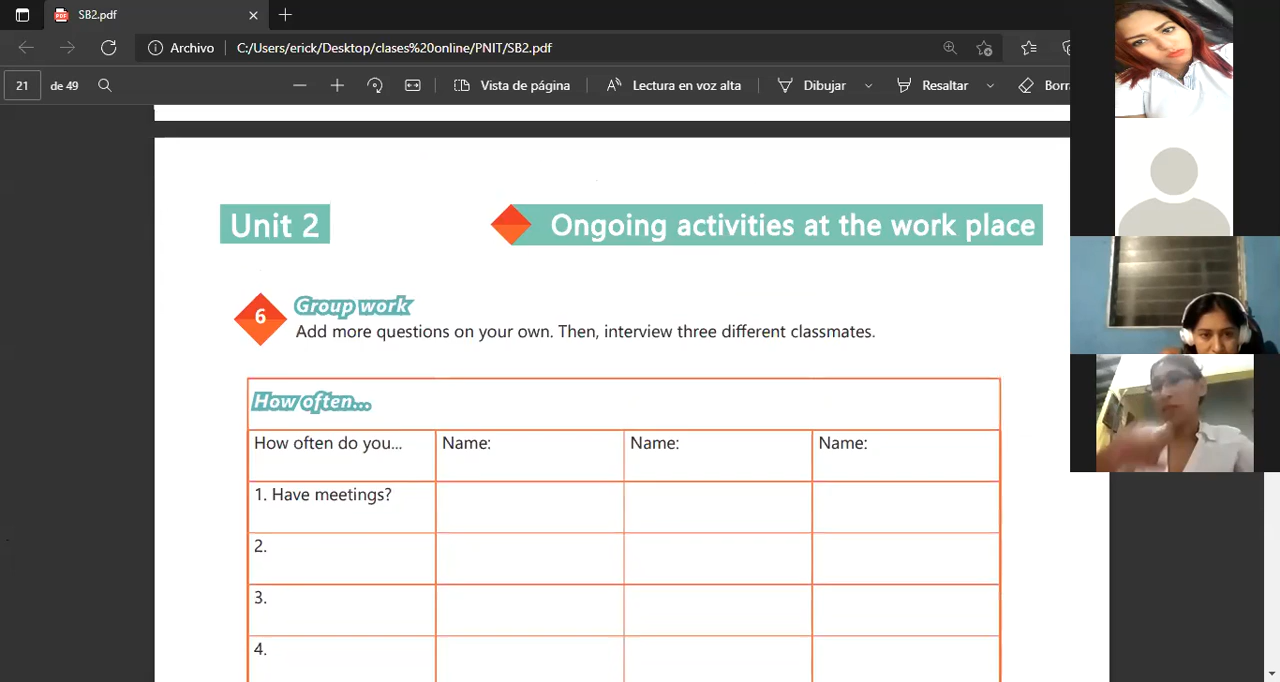 SB2.pdf
Archivo C:/Users/erick/Desktop/clases%20online/PNIT/SB2.pdf
21 de 49 Vista de página Lectura en voz alta Dibujar Resaltar Borr
Unit 2 Ongoing activities at the work place
6 Group work
Add more questions on your own. Then, interview three different classmates.
How often...
How often do you... Name: Name: Name:
1. Have meetings?
2.
3.
4.